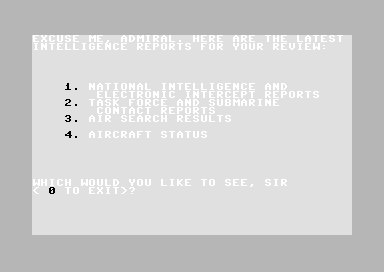 EXCUSE ME, ADMIRAL. HERE ARE THE LATEST
INTELLIGENCE REPORTS FOR YOUR REVIEW:
1. NATIONAL INTELLIGENCE AND
ELECTRONIC INTERCEPT REPORTS
2. TASK FORCE AND SUBMARINE
CONTACT REPORTS
3. AIR SEARCH RESULTS
4. AIRCRAFT STATUS
WHICH WOULD YOU LIKE TO SEE, SIR
< 0 TO EXIT>?